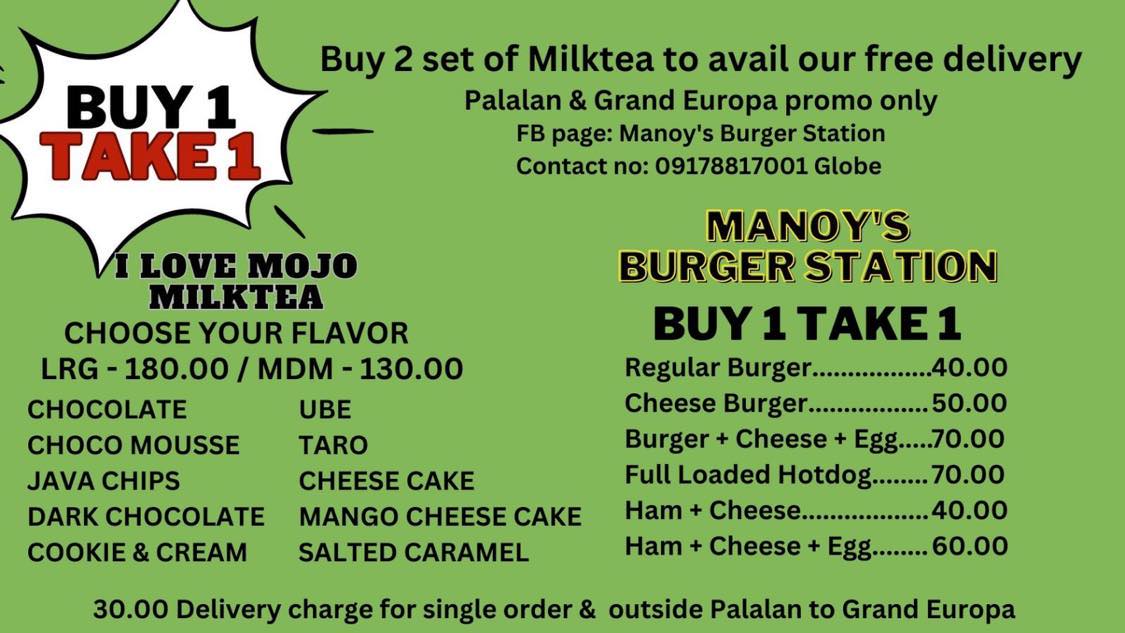 BUY 1
TAKE 1
Buy 2 set of Milktea to avail our free delivery
Palalan & Grand Europa promo only
FB page: Manoy's Burger Station
Contact no: 09178817001 Globe
I LOVE MOJO
MILKTEA
CHOOSE YOUR FLAVOR
LRG - 180.00 / MDM - 130.00
CHOCOLATE
CHOCO MOUSSE
JAVA CHIPS
DARK CHOCOLATE
COOKIE & CREAM
UBE
TARO
CHEESE CAKE
MANGO CHEESE CAKE
SALTED CARAMEL
MANOY'S
BURGER STATION
BUY 1 TAKE 1
Regular Burger..................40.00
Cheese Burger..................50.00
Burger + Cheese + Egg.....70.00
Full Loaded Hotdog........70.00
Ham + Cheese...................40.00
Ham + Cheese + Egg........60.00
30.00 Delivery charge for single order & outside Palalan to Grand Europa